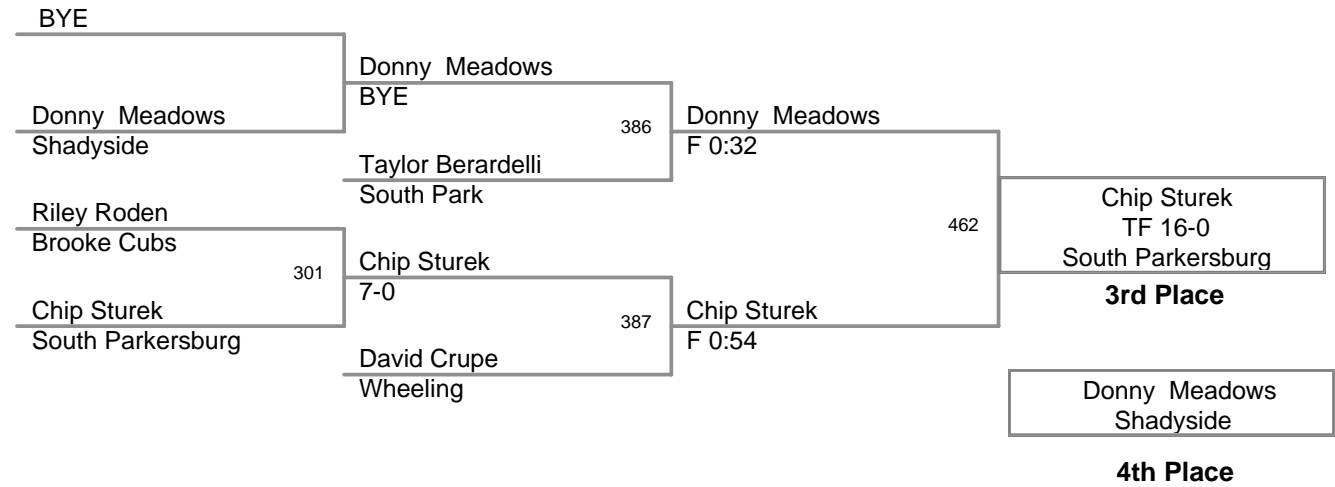 BYE
Donny Meadows
BYE
Donny Meadows
Shadyside
386
Donny Meadows
F 0:32
Taylor Berardelli
South Park
Riley Roden
Brooke Cubs
301
Chip Sturek
7-0
462
Chip Sturek
TF 16-0
South Parkersburg
3rd Place
Chip Sturek
South Parkersburg
387
Chip Sturek
F 0:54
David Crupe
Wheeling
Donny Meadows
Shadyside
4th Place